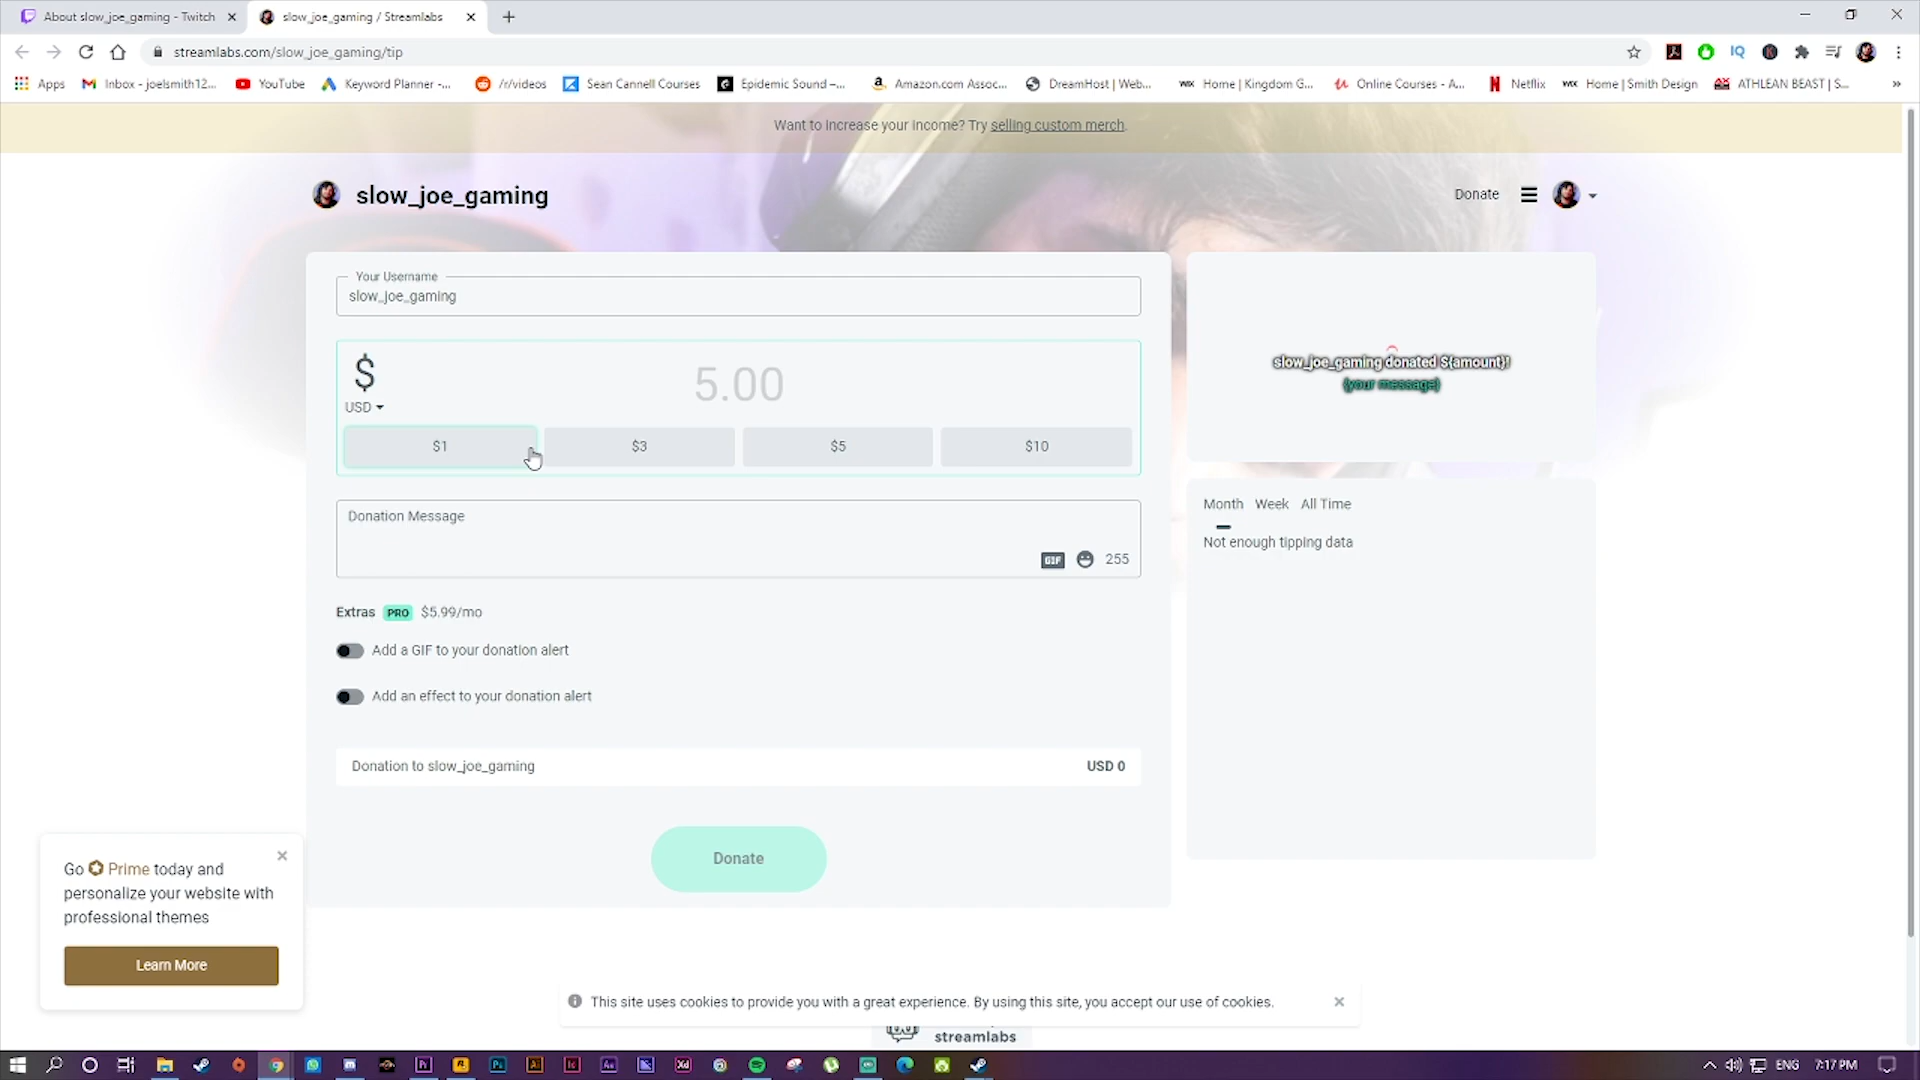 About slow_joe_gaming - Twitch
slow_joe_gaming / Streamlabs
streamlabs.com/slow_joe_gaming/tip
Apps
Inbox - joelsmith12...
YouTube
Keyword Planner -...
/r/videos
Sean Cannell Courses
Epidemic Sound –...
Amazon.com Assoc...
DreamHost | Web...
Home | Kingdom G...
Online Courses - A...
Netflix
Home | Smith Design
ATHLEAN BEAST | S...
Want to increase your income? Try selling custom merch.
slow_joe_gaming
Donate
Your Username
slow_joe_gaming
$
5.00
USD
$1
$3
$5
$10
slow_joe_gaming donated ${amount}!
{your message}
Donation Message
GIF
255
Month Week All Time
Not enough tipping data
Extras PRO $5.99/mo
Add a GIF to your donation alert
Add an effect to your donation alert
Donation to slow_joe_gaming
USD 0
Donate
Go Prime today and
personalize your website with
professional themes
Learn More
This site uses cookies to provide you with a great experience. By using this site, you accept our use of cookies.
streamlabs
ENG
7:17 PM